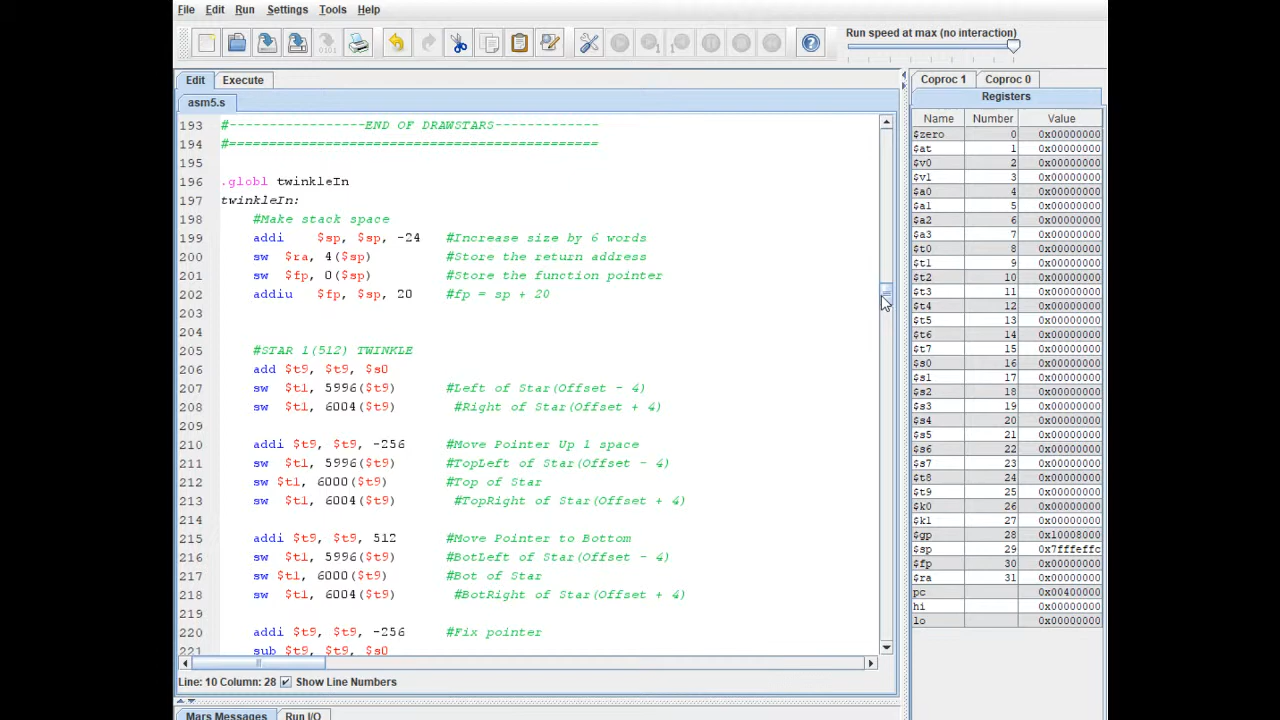 File Edit Run Settings Tools Help
Run speed at max (no interaction)
Edit Execute
asm5.s
193 #-----------------END OF DRAWSTARS-------------
194 #===============================================
195
196 .globl twinkleIn
197 twinkleIn:
198 #Make stack space
199 addi $sp, $sp, -24 #Increase size by 6 words
200 sw $ra, 4($sp) #Store the return address
201 sw $fp, 0($sp) #Store the function pointer
202 addiu $fp, $sp, 20 #fp = sp + 20
203
204
205 #STAR 1(512) TWINKLE
206 add $t9, $t9, $s0
207 sw $t1, 5996($t9) #Left of Star(Offset - 4)
208 sw $t1, 6004($t9) #Right of Star(Offset + 4)
209
210 addi $t9, $t9, -256 #Move Pointer Up 1 space
211 sw $t1, 5996($t9) #TopLeft of Star(Offset - 4)
212 sw $t1, 6000($t9) #Top of Star
213 sw $t1, 6004($t9) #TopRight of Star(Offset + 4)
214
215 addi $t9, $t9, 512 #Move Pointer to Bottom
216 sw $t1, 5996($t9) #BotLeft of Star(Offset - 4)
217 sw $t1, 6000($t9) #Bot of Star
218 sw $t1, 6004($t9) #BotRight of Star(Offset + 4)
219
220 addi $t9, $t9, -256 #Fix pointer
221 sub $t9, $t9, $s0
Line: 10 Column: 28 Show Line Numbers
Mars Messages Run I/O
Coproc 1 Coproc 0
Registers
Name Number Value
$zero 0 0x00000000
$at 1 0x00000000
$v0 2 0x00000000
$v1 3 0x00000000
$a0 4 0x00000000
$a1 5 0x00000000
$a2 6 0x00000000
$a3 7 0x00000000
$t0 8 0x00000000
$t1 9 0x00000000
$t2 10 0x00000000
$t3 11 0x00000000
$t4 12 0x00000000
$t5 13 0x00000000
$t6 14 0x00000000
$t7 15 0x00000000
$s0 16 0x00000000
$s1 17 0x00000000
$s2 18 0x00000000
$s3 19 0x00000000
$s4 20 0x00000000
$s5 21 0x00000000
$s6 22 0x00000000
$s7 23 0x00000000
$t8 24 0x00000000
$t9 25 0x00000000
$k0 26 0x00000000
$k1 27 0x00000000
$gp 28 0x10008000
$sp 29 0x7fffeffc
$fp 30 0x00000000
$ra 31 0x00000000
pc 0x00400000
hi 0x00000000
lo 0x00000000